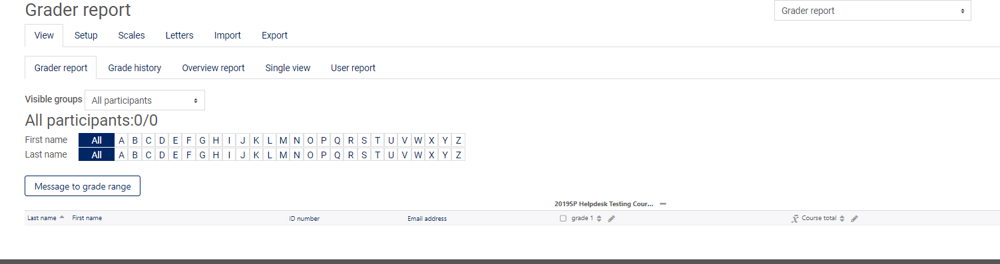 Grader report
Grader report
View Setup Scales Letters Import Export
Grader report Grade history Overview report Single view User report
Visible groups All participants
All participants:0/0
First name All A B C D E F G H I J K L M N O P Q R S T U V W X Y Z
Last name All A B C D E F G H I J K L M N O P Q R S T U V W X Y Z
Message to grade range
2019SP Helpdesk Testing Cour...
Last name First name ID number Email address grade 1 x̄ Course total